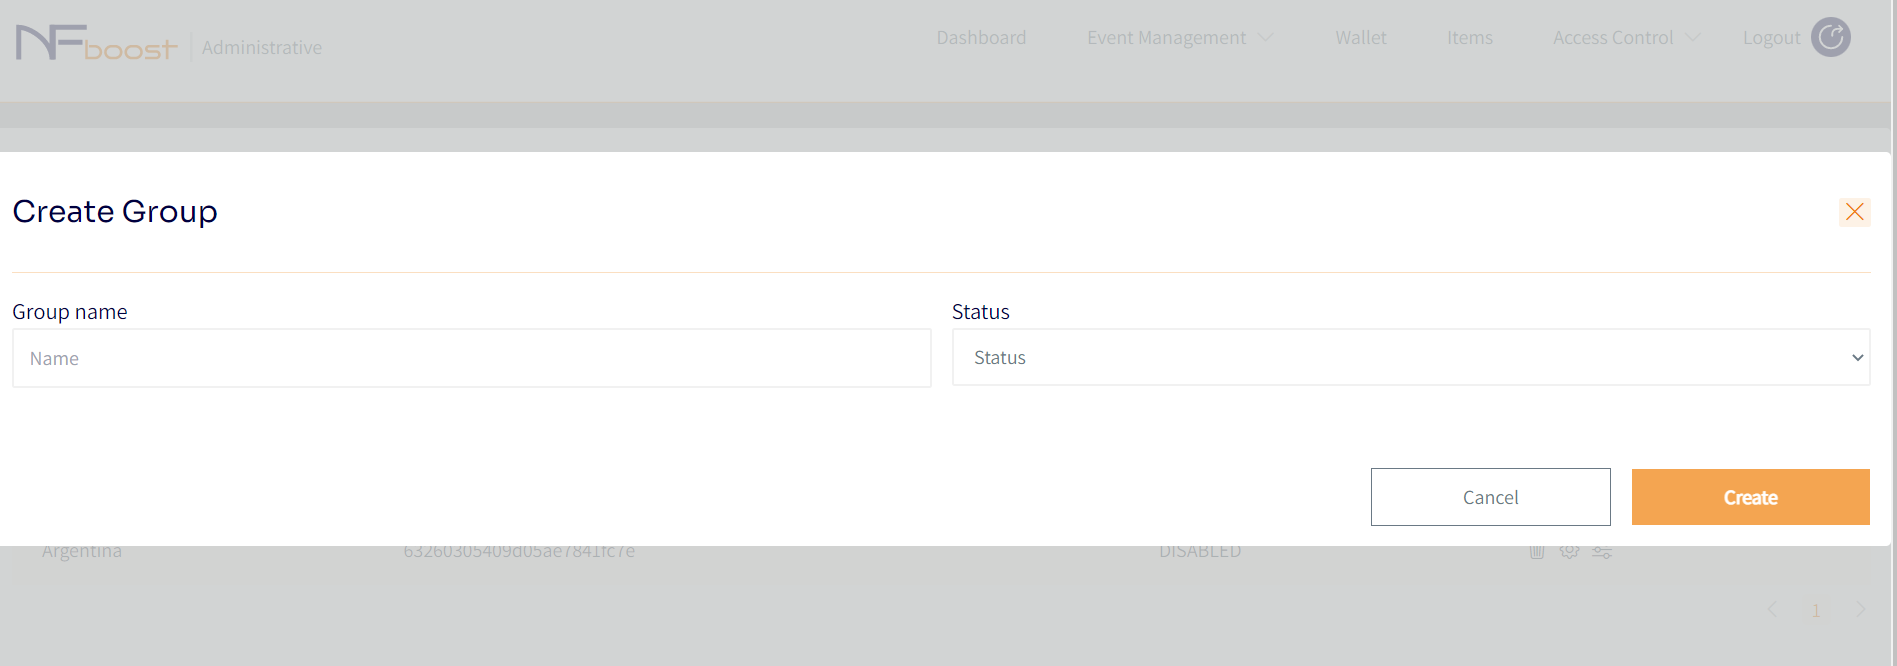 NFboost Administrative Dashboard Event Management Wallet Items Access Control Logout
Create Group
Group name Status
Name Status
Cancel Create
Argentina 63260305409d05ae7841fc7e DISABLED
1